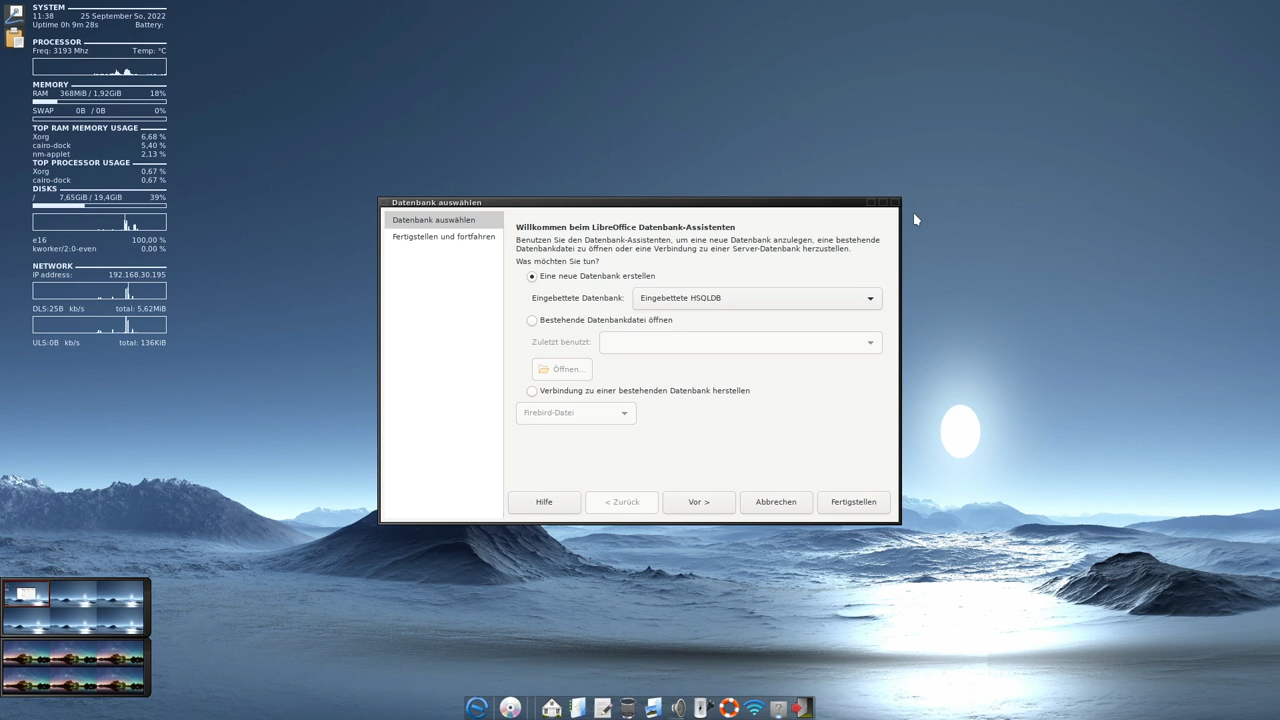 SYSTEM
11:38 25 September So, 2022
Uptime 0h 9m 28s Battery:
PROCESSOR
Freq: 3193 Mhz Temp: °C
MEMORY
RAM 368MiB / 1,92GiB 18%
SWAP 0B / 0B 0%
TOP RAM MEMORY USAGE
Xorg 6,68 %
cairo-dock 5,40 %
nm-applet 2,13 %
TOP PROCESSOR USAGE
Xorg 0,67 %
cairo-dock 0,67 %
DISKS
/ 7,65GiB / 19,4GiB 39%
e16 100,00 %
kworker/2:0-even 0,00 %
NETWORK
IP address: 192.168.30.195
DLS:25B kb/s total: 5,62MiB
ULS:0B kb/s total: 136KiB
Datenbank auswählen
Datenbank auswählen
Fertigstellen und fortfahren
Willkommen beim LibreOffice Datenbank-Assistenten
Benutzen Sie den Datenbank-Assistenten, um eine neue Datenbank anzulegen, eine bestehende
Datenbankdatei zu öffnen oder eine Verbindung zu einer Server-Datenbank herzustellen.
Was möchten Sie tun?
Eine neue Datenbank erstellen
Eingebettete Datenbank: Eingebettete HSQLDB
Bestehende Datenbankdatei öffnen
Zuletzt benutzt:
Öffnen...
Verbindung zu einer bestehenden Datenbank herstellen
Firebird-Datei
Hilfe < Zurück Vor > Abbrechen Fertigstellen